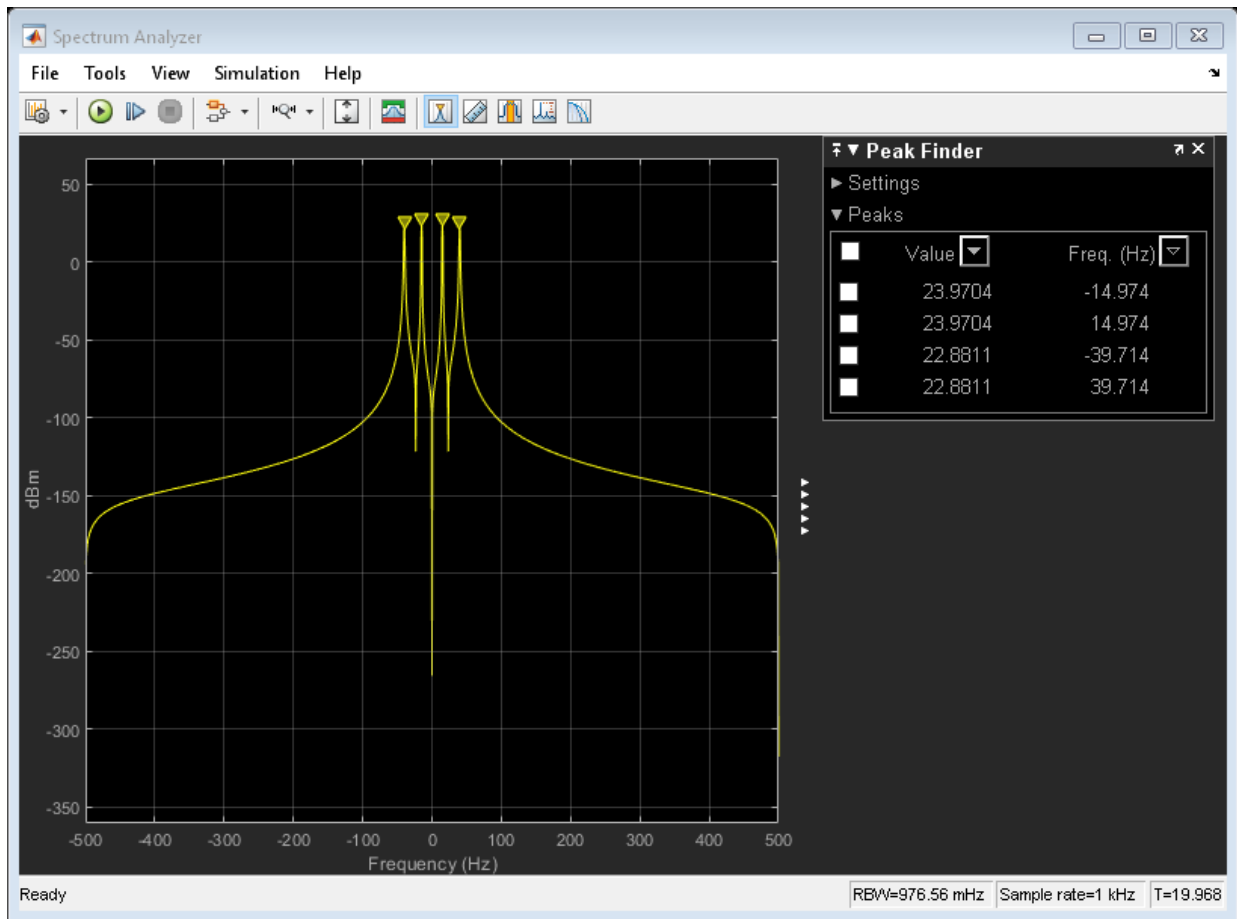 Spectrum Analyzer
File Tools View Simulation Help
Peak Finder
Settings
Peaks
Value Freq. (Hz)
23.9704 -14.974
23.9704 14.974
22.8811 -39.714
22.8811 39.714
50
0
-50
-100
-150
-200
-250
-300
-350
dBm
-500 -400 -300 -200 -100 0 100 200 300 400 500
Frequency (Hz)
Ready RBW=976.56 mHz Sample rate=1 kHz T=19.968